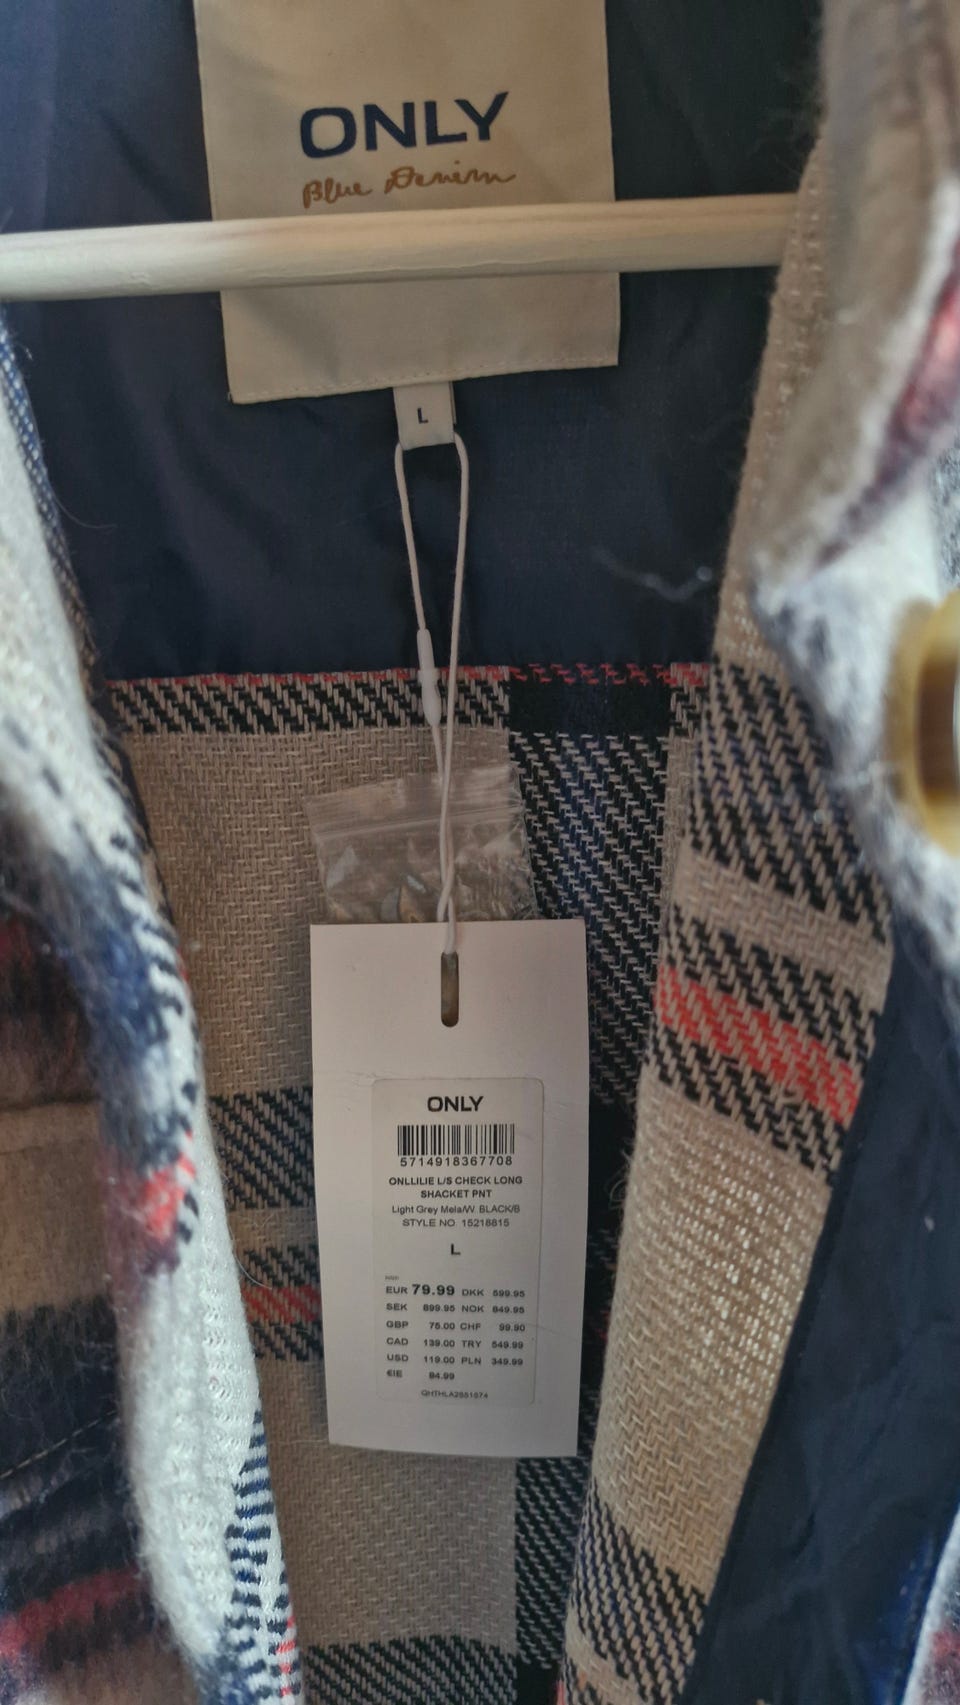 ONLY
Blue Denim
L
ONLY
5714918367708
ONLLILIE L/S CHECK LONG
SHACKET PNT
Light Grey Mela/W. BLACK/B
STYLE NO. 15218815
L
RRP
EUR 79.99 DKK 599.95
SEK 899.95 NOK 849.95
GBP 75.00 CHF 99.90
CAD 139.00 TRY 549.99
USD 119.00 PLN 349.99
€IE 84.99